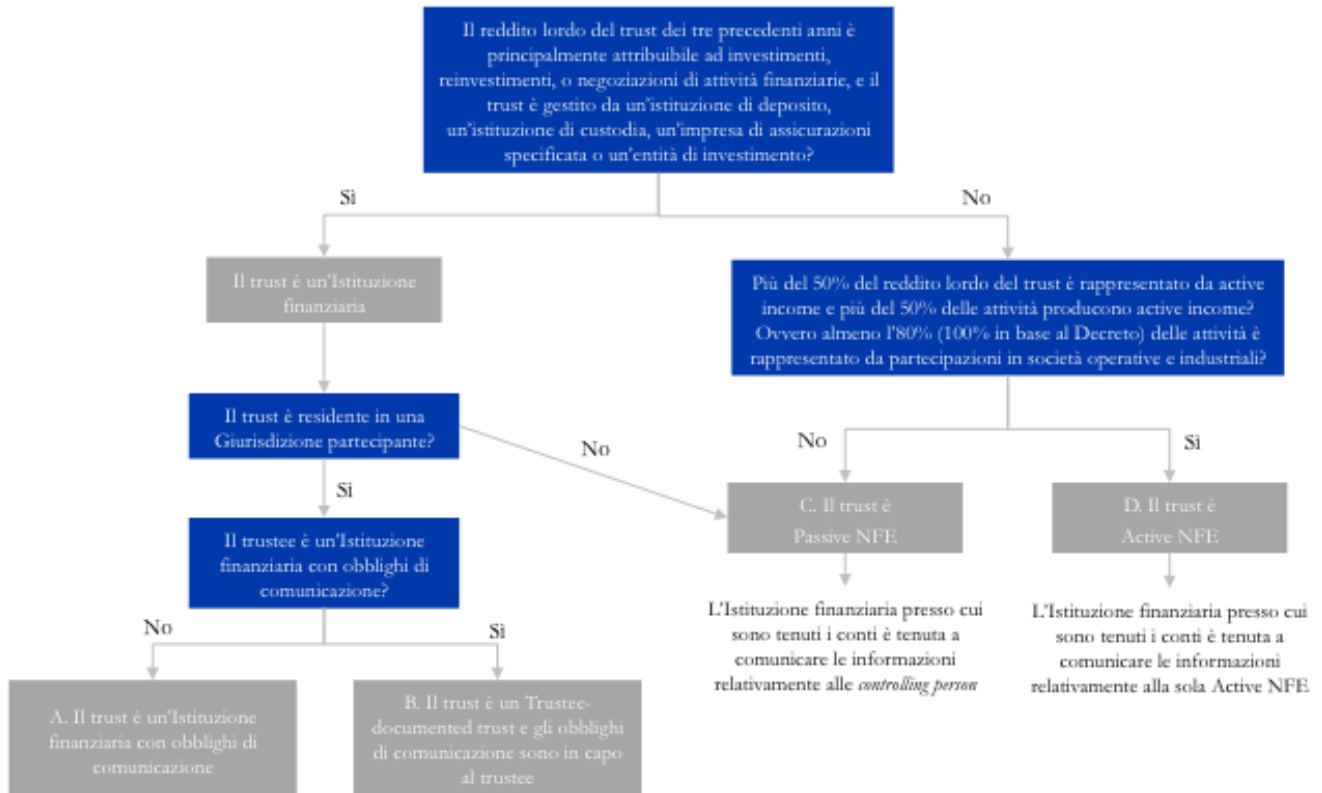 Il reddito lordo del trust dei tre precedenti anni è
principalmente attribuibile ad investimenti,
reinvestimenti, o negoziazioni di attività finanziarie, e il
trust è gestito da un'istituzione di deposito,
un'istituzione di custodia, un'impresa di assicurazioni
specificata o un'entità di investimento?
Sì
No
Il trust è un'Istituzione
finanziaria
Più del 50% del reddito lordo del trust è rappresentato da active
income e più del 50% delle attività producono active income?
Ovvero almeno l'80% (100% in base al Decreto) delle attività è
rappresentato da partecipazioni in società operative e industriali?
Il trust è residente in una
Giurisdizione partecipante?
No
No
Sì
Sì
C. Il trust è
Passive NFE
D. Il trust è
Active NFE
Il trustee è un'Istituzione
finanziaria con obblighi di
comunicazione?
L'Istituzione finanziaria presso cui
sono tenuti i conti è tenuta a
comunicare le informazioni
relativamente alle controlling person
L'Istituzione finanziaria presso cui
sono tenuti i conti è tenuta a
comunicare le informazioni
relativamente alla sola Active NFE
No
Sì
A. Il trust è un'Istituzione
finanziaria con obblighi di
comunicazione
B. Il trust è un Trustee-
documented trust e gli obblighi
di comunicazione sono in capo
al trustee